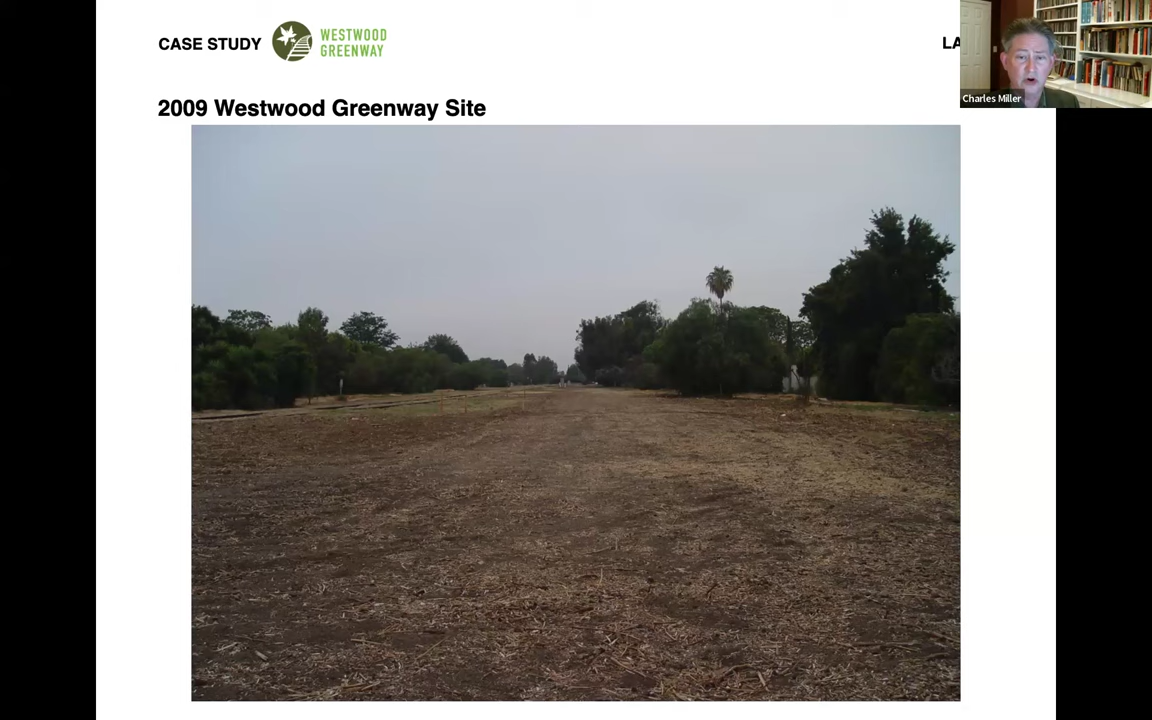 CASE STUDY
WESTWOOD
GREENWAY
LA
Charles Miller
2009 Westwood Greenway Site